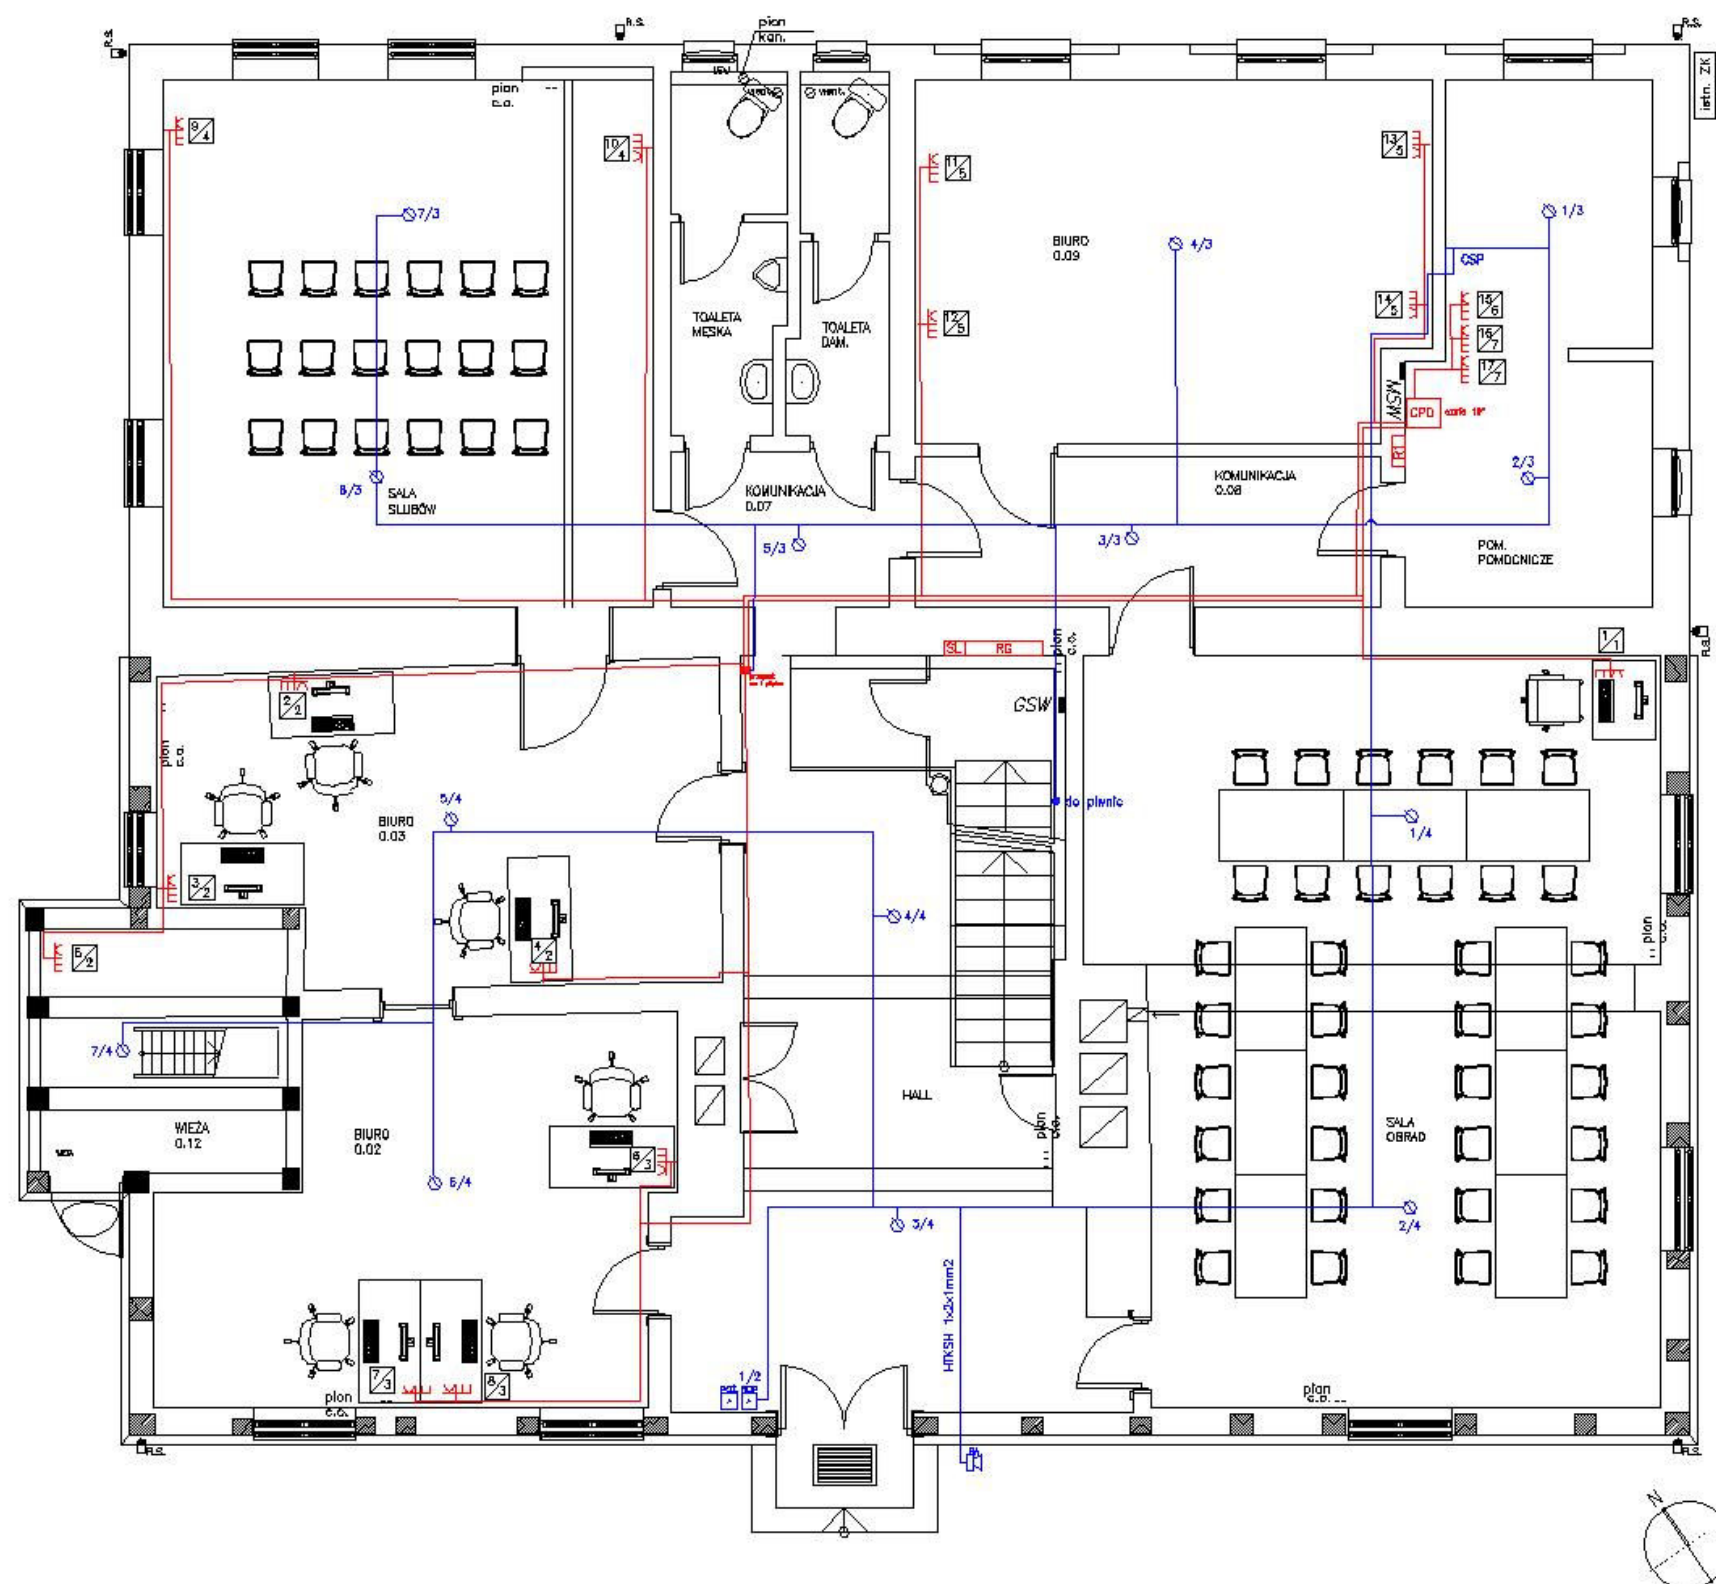 R.S.
R.S.
R.S.
pion
kan.
istn. ZK
pion
c.o.
went.
went.
9/4
10/4
11/5
13/5
7/3
4/3
1/3
BIURO
0.09
CSP
12/5
14/5
15/6
16/7
17/7
TOALETA
MĘSKA
TOALETA
DAM.
MSW
CPD
R1
6/3
SALA
ŚLUBÓW
KOMUNIKACJA
0.07
KOMUNIKACJA
0.08
2/3
5/3
3/3
POM.
POMOCNICZE
SL
RG
pion
c.o.
1/1
R.S.
2/2
GSW
pion
c.o.
do piwnic
5/4
BIURO
0.03
1/4
3/2
4/2
4/4
5/2
pion
c.o.
7/4
HALL
WIEŻA
0.12
BIURO
0.02
pion
c.o.
SALA
OBRAD
6/3
6/4
3/4
2/4
HTKSH 1x2x1mm2
1/2
7/3
8/3
pion
c.o.
pion
c.o.
R.S.
R.S.
N